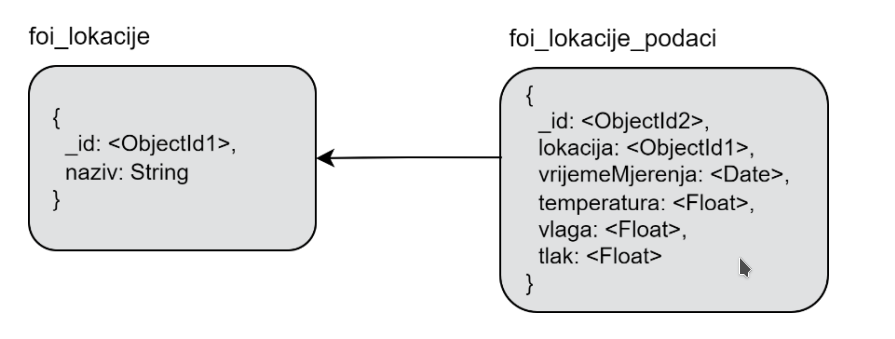 foi_lokacije
{
_id: <ObjectId1>,
naziv: String
}
foi_lokacije_podaci
{
_id: <ObjectId2>,
lokacija: <ObjectId1>,
vrijemeMjerenja: <Date>,
temperatura: <Float>,
vlaga: <Float>,
tlak: <Float>
}